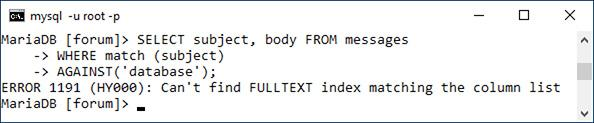 mysql -u root -p
MariaDB [forum]> SELECT subject, body FROM messages
    -> WHERE match (subject)
    -> AGAINST('database');
ERROR 1191 (HY000): Can't find FULLTEXT index matching the column list
MariaDB [forum]>